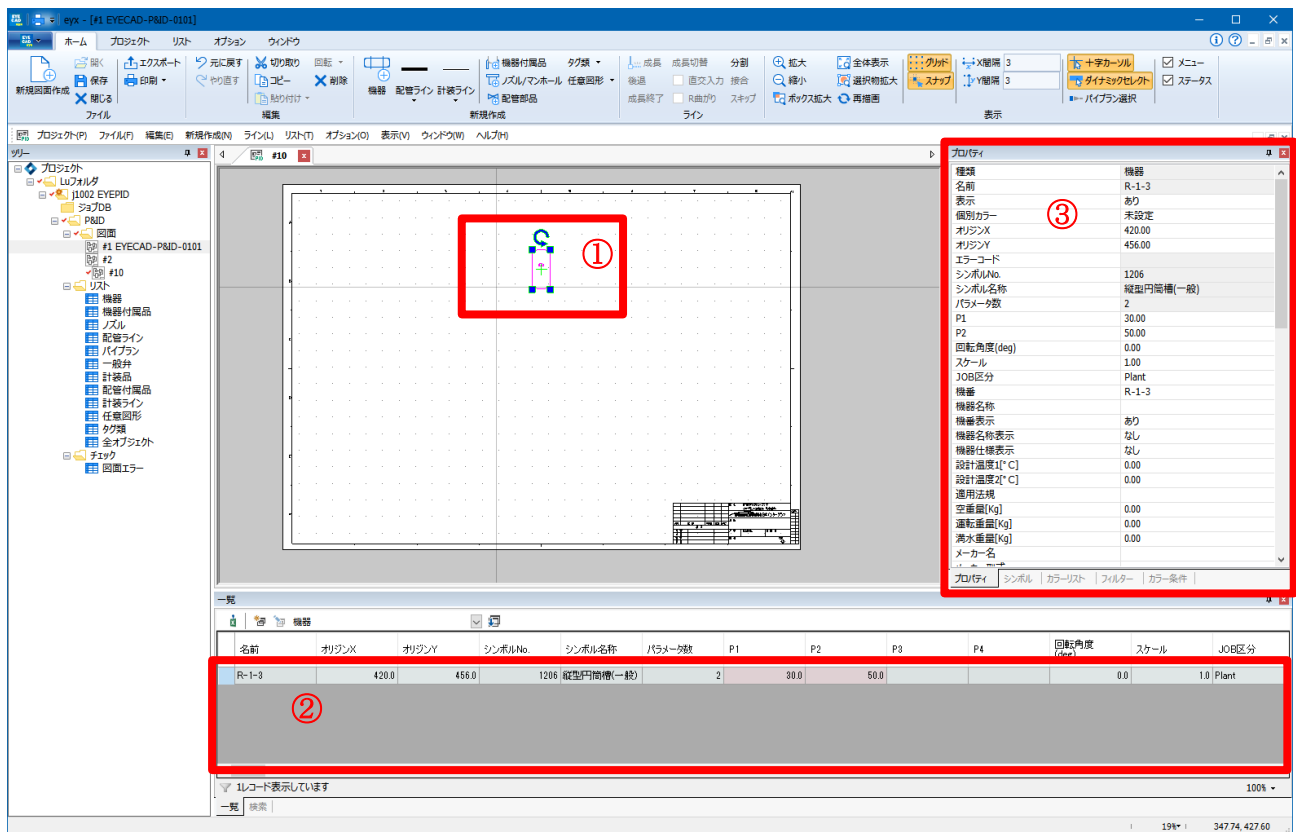 eyx - [#1 EYECAD-P&ID-0101]
ホーム プロジェクト リスト オプション ウィンドウ
新規図面作成 開く 保存 閉じる エクスポート 印刷 ファイル
元に戻す やり直す 切り取り コピー 貼り付け 回転 削除 編集
機器 配管ライン 計装ライン 機器付属品 ノズル/マンホール 配管部品 タグ類 任意図形 新規作成
成長 後退 成長終了 成長切替 直交入力 R曲がり 分割 接合 スキップ ライン
拡大 縮小 ボックス拡大 全体表示 選択物拡大 再描画
グリッド スナップ X間隔 3 Y間隔 3 十字カーソル ダイナミックセレクト パイプラン選択 メニュー ステータス 表示
プロジェクト(P) ファイル(F) 編集(E) 新規作成(N) ライン(L) リスト(T) オプション(O) 表示(V) ウィンドウ(W) ヘルプ(H)
ツリー
プロジェクト
Luフォルダ
j1002 EYEPID
ジョブDB
P&ID
図面
#1 EYECAD-P&ID-0101
#2
#10
リスト
機器
機器付属品
ノズル
配管ライン
パイプラン
一般弁
計装品
配管付属品
計装ライン
任意図形
タグ類
全オブジェクト
チェック
図面エラー
#10
①
プロパティ
③
種類 機器
名前 R-1-3
表示 あり
個別カラー 未設定
オリジンX 420.00
オリジンY 456.00
エラーコード
シンボルNo. 1206
シンボル名称 縦型円筒槽(一般)
パラメータ数 2
P1 30.00
P2 50.00
回転角度(deg) 0.00
スケール 1.00
JOB区分 Plant
機番 R-1-3
機器名称
機番表示 あり
機器名称表示 なし
機器仕様表示 なし
設計温度1[°C] 0.00
設計温度2[°C] 0.00
適用法規
空重量[Kg] 0.00
運転重量[Kg] 0.00
満水重量[Kg] 0.00
メーカー名
プロパティ シンボル カラーリスト フィルター カラー条件
一覧
機器
名前 オリジンX オリジンY シンボルNo. シンボル名称 パラメータ数 P1 P2 P3 P4 回転角度(deg) スケール JOB区分
R-1-3 420.0 456.0 1206 縦型円筒槽(一般) 2 30.0 50.0 0.0 1.0 Plant
②
1レコード表示しています 100%
一覧 検索
19% 347.74, 427.60